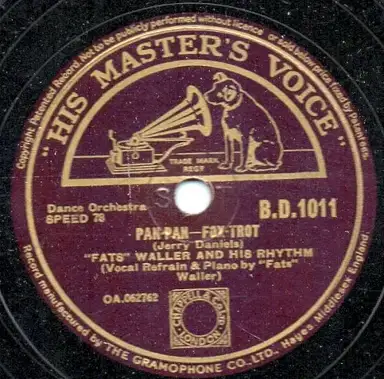 Copyright. Patented Record. Not to be publicly performed without licence or sold below price fixed by Patentees.
"HIS MASTER'S VOICE"
TRADE MARK
REGD
Dance Orchestra
SPEED 78
B.D.1011
PAN-PAN — FOX-TROT
(Jerry Daniels)
"FATS" WALLER AND HIS RHYTHM
(Vocal Refrain & Piano by "Fats"
Waller)
OA.062762
CHAPPELL & Co LTD
LONDON
Record manufactured by THE GRAMOPHONE CO., LTD., Hayes, Middlesex, England.